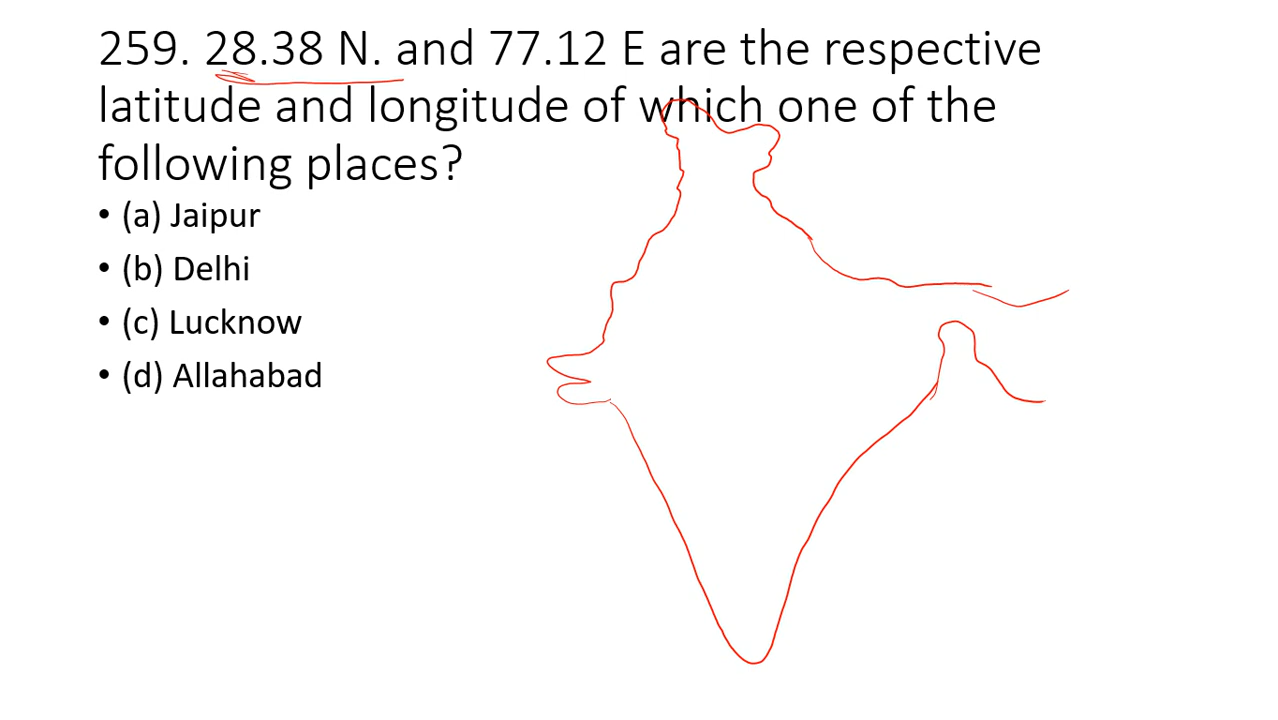 259. 28.38 N. and 77.12 E are the respective
latitude and longitude of which one of the
following places?
• (a) Jaipur
• (b) Delhi
• (c) Lucknow
• (d) Allahabad